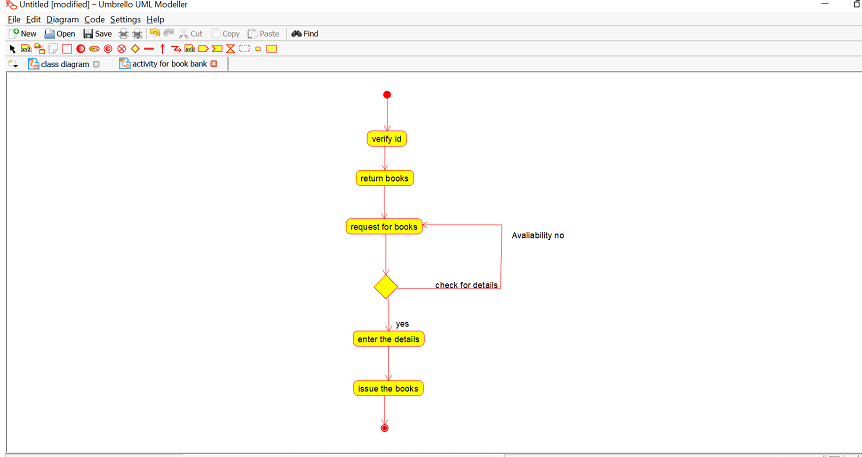 Untitled [modified] – Umbrello UML Modeller
File Edit Diagram Code Settings Help
New Open Save Cut Copy Paste Find
class diagram activity for book bank
verify id
return books
request for books
Avaliability no
check for details
yes
enter the details
issue the books